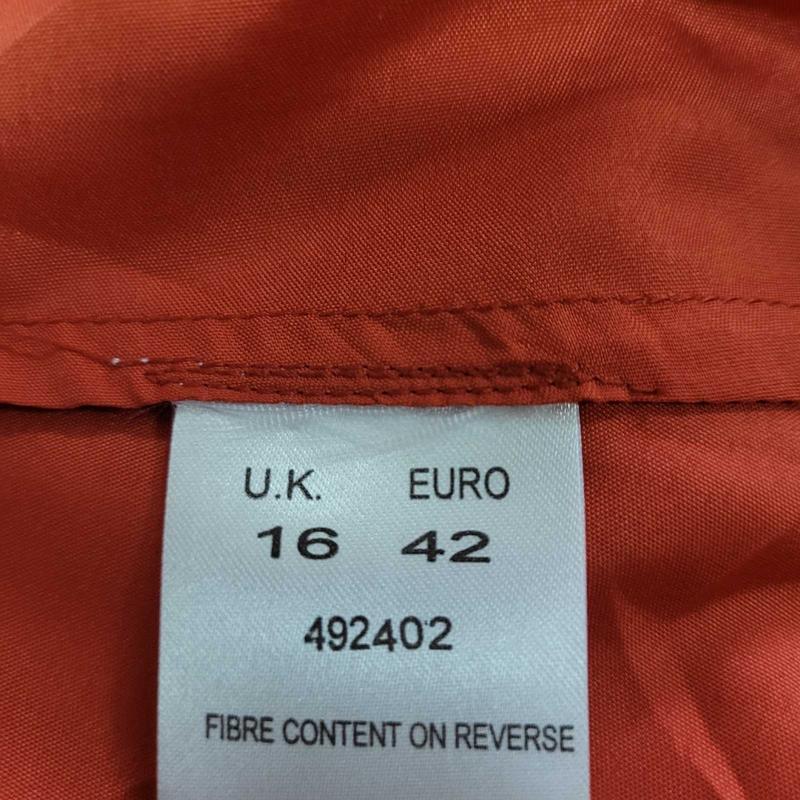 U.K. EURO
16 42
492402
FIBRE CONTENT ON REVERSE